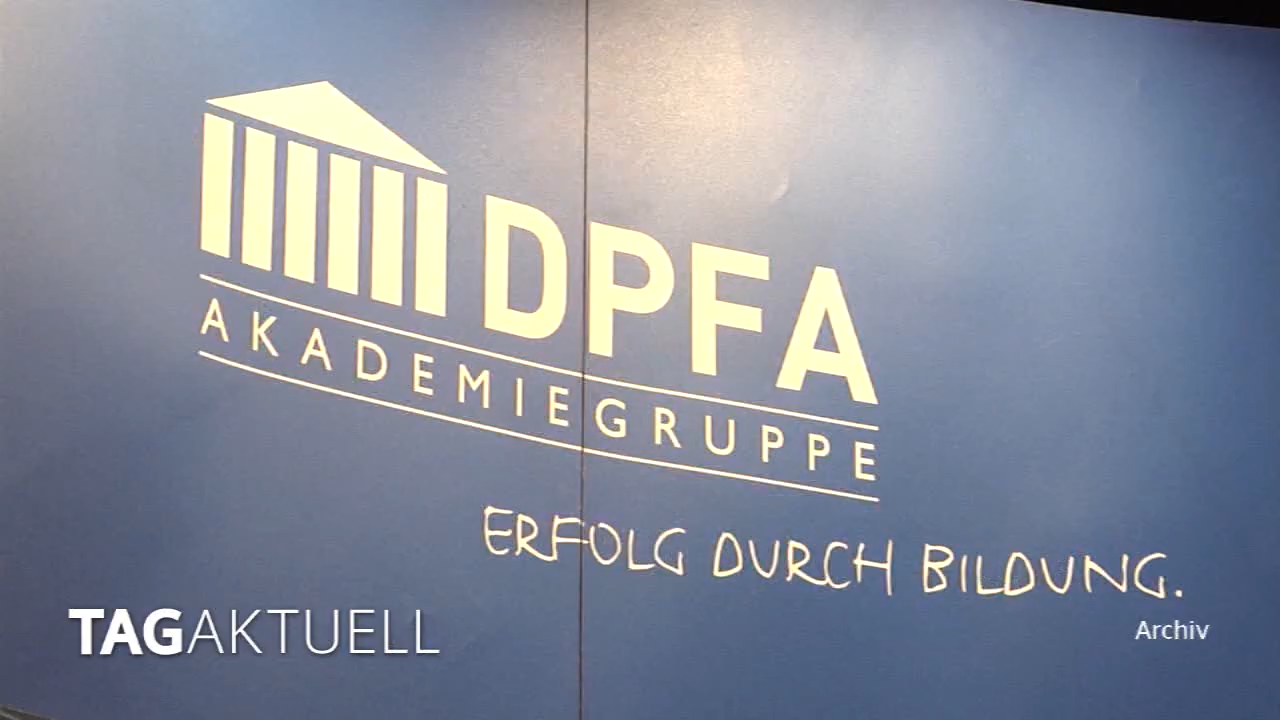 DPFA
AKADEMIEGRUPPE
ERFOLG DURCH BILDUNG.
TAGAKTUELL
Archiv